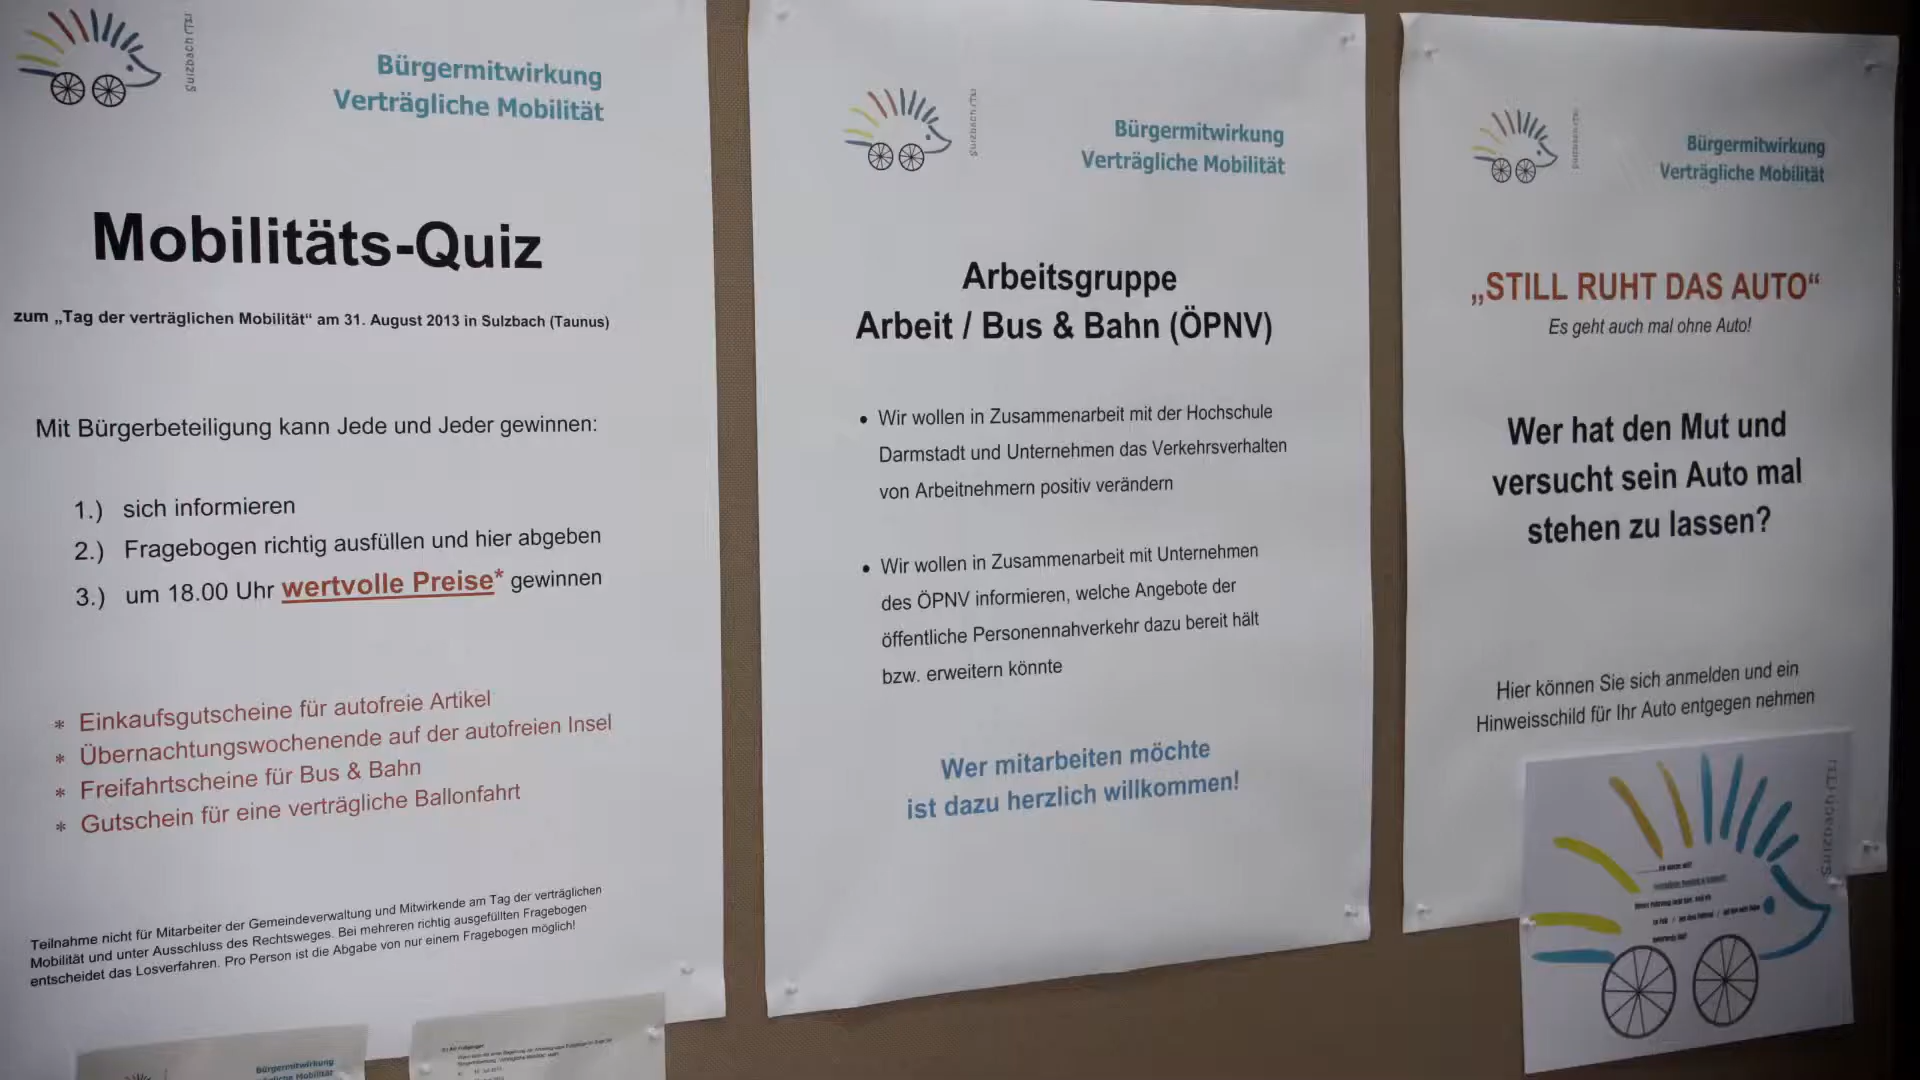 Sulzbach
Bürgermitwirkung
Verträgliche Mobilität
Mobilitäts-Quiz
zum „Tag der verträglichen Mobilität“ am 31. August 2013 in Sulzbach (Taunus)
Mit Bürgerbeteiligung kann Jede und Jeder gewinnen:
1.) sich informieren
2.) Fragebogen richtig ausfüllen und hier abgeben
3.) um 18.00 Uhr wertvolle Preise* gewinnen
* Einkaufsgutscheine für autofreie Artikel
* Übernachtungswochenende auf der autofreien Insel
* Freifahrtscheine für Bus & Bahn
* Gutschein für eine verträgliche Ballonfahrt
Teilnahme nicht für Mitarbeiter der Gemeindeverwaltung und Mitwirkende am Tag der verträglichen
Mobilität und unter Ausschluss des Rechtsweges. Bei mehreren richtig ausgefüllten Fragebogen
entscheidet das Losverfahren. Pro Person ist die Abgabe von nur einem Fragebogen möglich!
Bürgermitwirkung
Verträgliche Mobilität
Sulzbach
Bürgermitwirkung
Verträgliche Mobilität
Arbeitsgruppe
Arbeit / Bus & Bahn (ÖPNV)
• Wir wollen in Zusammenarbeit mit der Hochschule
Darmstadt und Unternehmen das Verkehrsverhalten
von Arbeitnehmern positiv verändern
• Wir wollen in Zusammenarbeit mit Unternehmen
des ÖPNV informieren, welche Angebote der
öffentliche Personennahverkehr dazu bereit hält
bzw. erweitern könnte
Wer mitarbeiten möchte
ist dazu herzlich willkommen!
Sulzbach
Bürgermitwirkung
Verträgliche Mobilität
„STILL RUHT DAS AUTO“
Es geht auch mal ohne Auto!
Wer hat den Mut und
versucht sein Auto mal
stehen zu lassen?
Hier können Sie sich anmelden und ein
Hinweisschild für Ihr Auto entgegen nehmen
Sulzbach